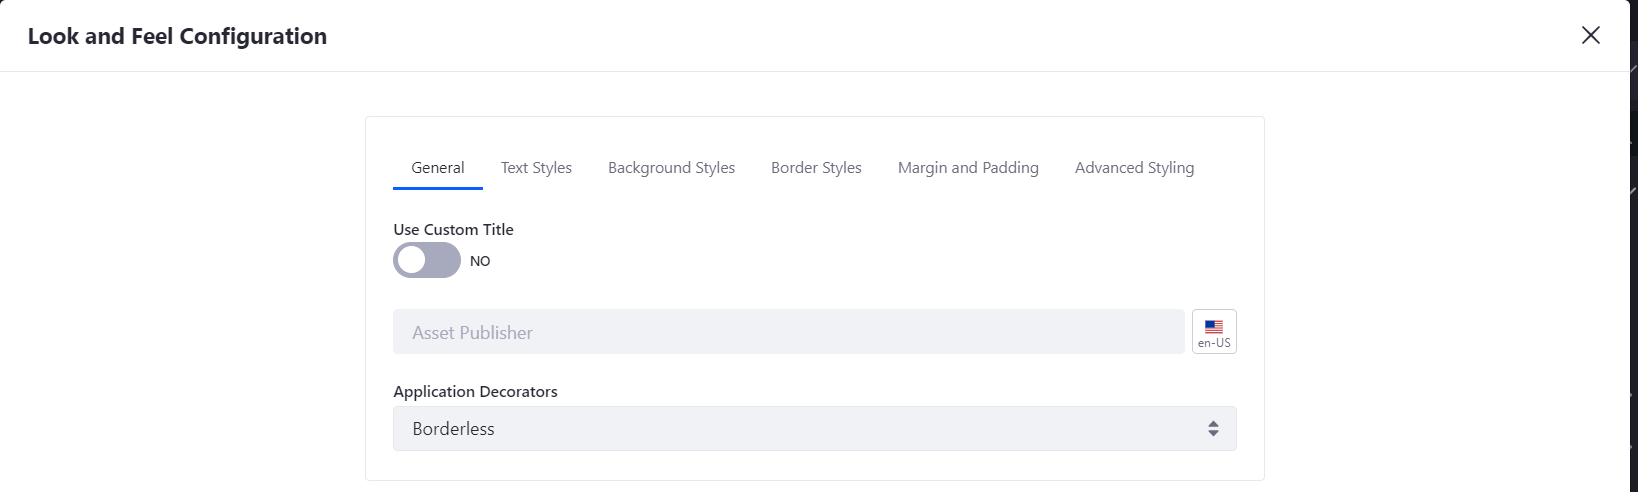 Look and Feel Configuration
General Text Styles Background Styles Border Styles Margin and Padding Advanced Styling
Use Custom Title
NO
Asset Publisher
en-US
Application Decorators
Borderless